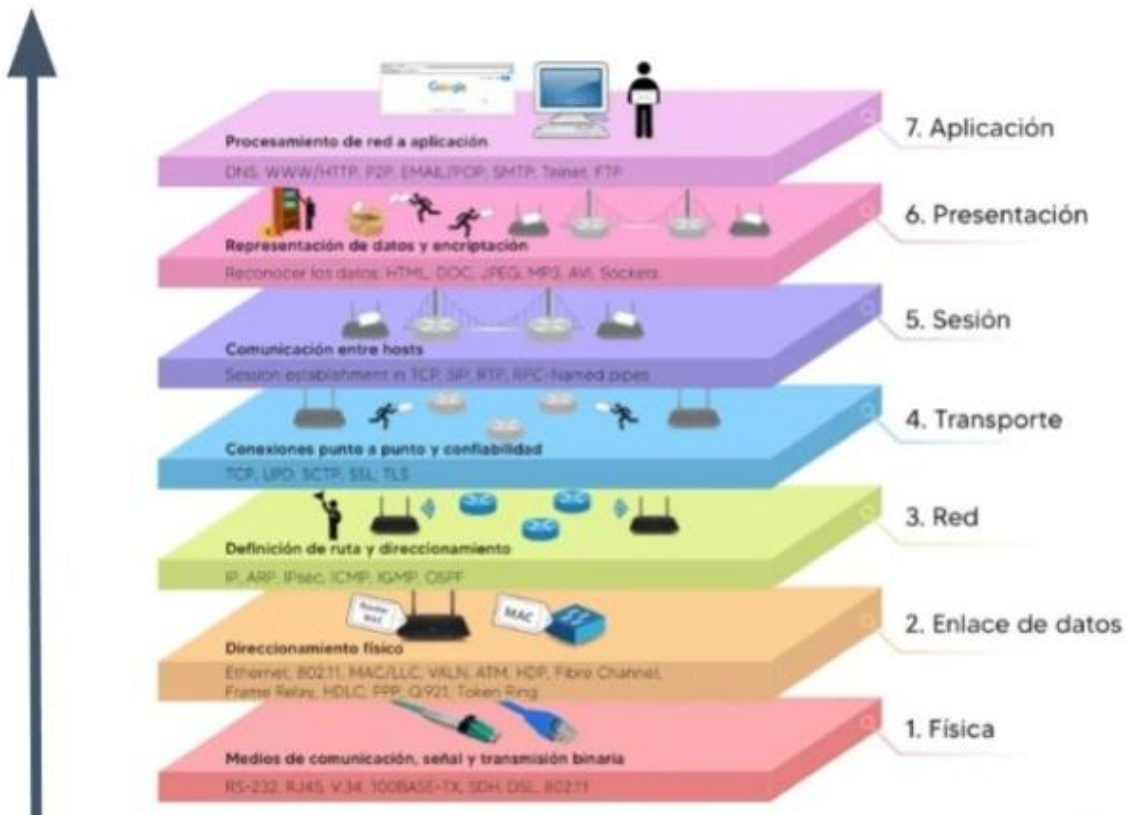 Google
Procesamiento de red a aplicación
DNS, WWW/HTTP, P2P, EMAIL/POP, SMTP, Telnet, FTP
7. Aplicación
Representación de datos y encriptación
Reconocer los datos: HTML, DOC, JPEG, MP3, AVI, Sockets
6. Presentación
Comunicación entre hosts
Session establishment in TCP, SIP, RTP, RPC-Named pipes
5. Sesión
Conexiones punto a punto y confiabilidad
TCP, UPD, SCTP, SSL, TLS
4. Transporte
Definición de ruta y direccionamiento
IP, ARP, IPsec, ICMP, IGMP, OSPF
3. Red
Router
MAC
MAC
Direccionamiento físico
Ethernet, 802.11, MAC/LLC, VALN, ATM, HDP, Fibre Channel,
Frame Relay, HDLC, PPP, Q.921, Token Ring
2. Enlace de datos
Medios de comunicación, señal y transmisión binaria
RS-232, RJ45, V.34, 100BASE-TX, SDH, DSL, 802.11
1. Física